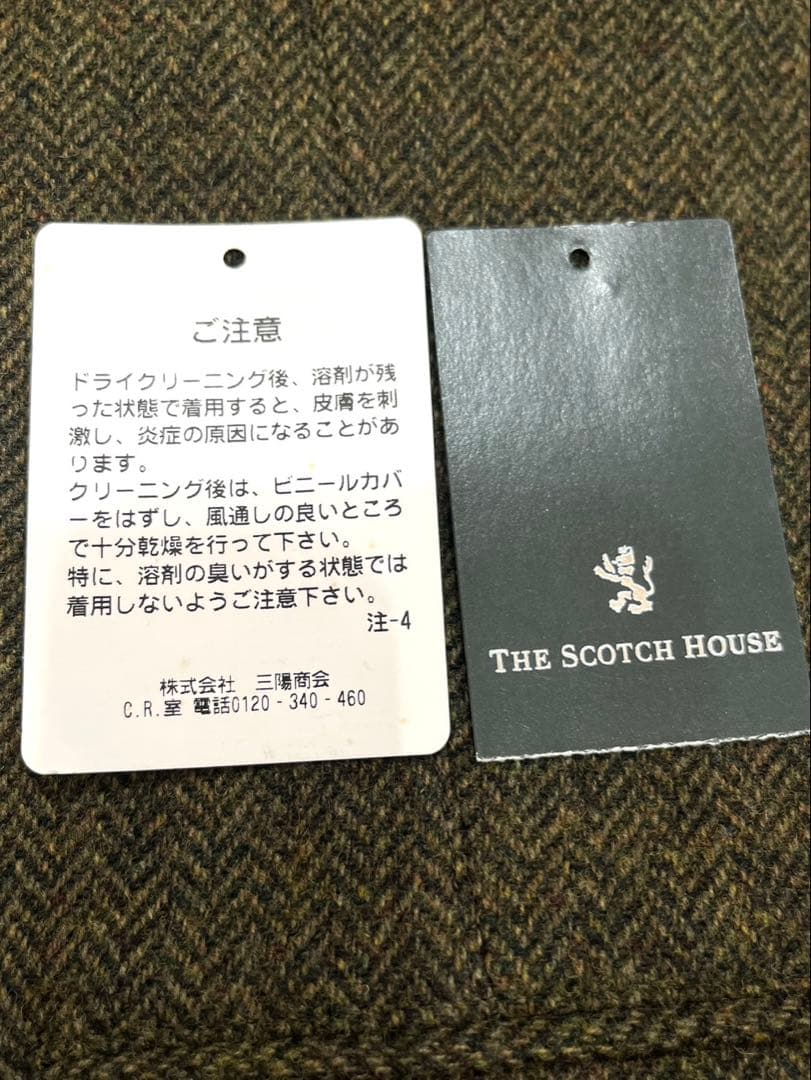 ご注意
ドライクリーニング後、溶剤が残
った状態で着用すると、皮膚を刺
激し、炎症の原因になることがあ
ります。
クリーニング後は、ビニールカバ
ーをはずし、風通しの良いところ
で十分乾燥を行って下さい。
特に、溶剤の臭いがする状態では
着用しないようご注意下さい。
注-4
株式会社 三陽商会
C.R.室 電話0120-340-460
THE SCOTCH HOUSE